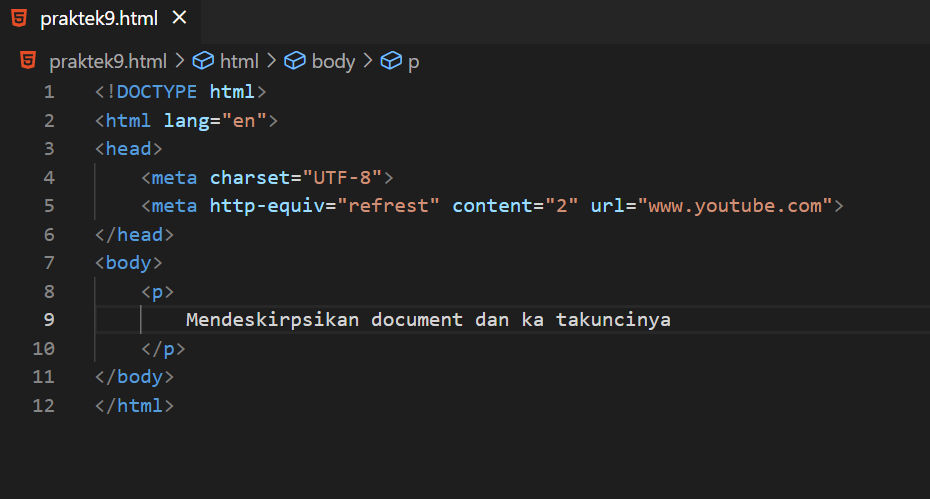 praktek9.html ×
praktek9.html > html > body > p
1 <!DOCTYPE html>
2 <html lang="en">
3 <head>
4 <meta charset="UTF-8">
5 <meta http-equiv="refrest" content="2" url="www.youtube.com">
6 </head>
7 <body>
8 <p>
9 Mendeskirpsikan document dan ka takuncinya
10 </p>
11 </body>
12 </html>